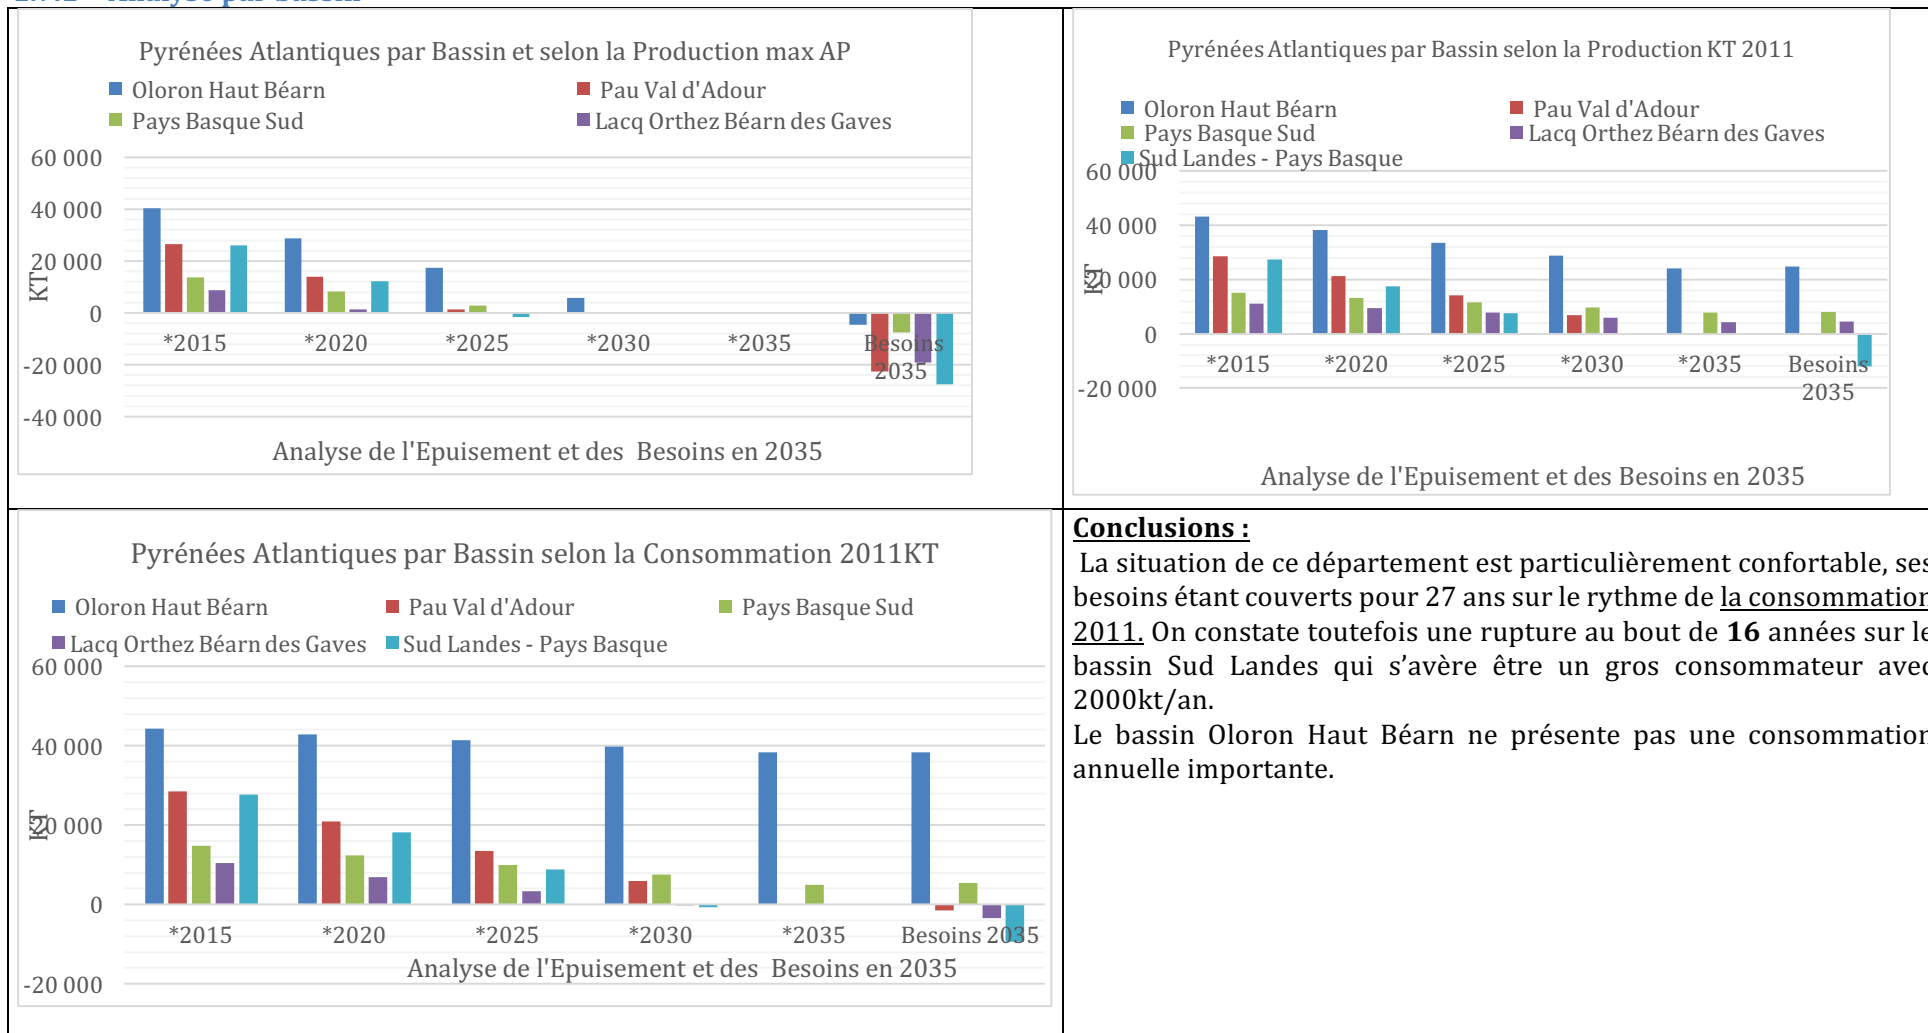 Pyrénées Atlantiques par Bassin et selon la Production max AP
Oloron Haut Béarn
Pau Val d'Adour
Pays Basque Sud
Lacq Orthez Béarn des Gaves
60 000
40 000
20 000
0
-20 000
-40 000
KT
*2015
*2020
*2025
*2030
*2035
Besoins
2035
Analyse de l'Epuisement et des Besoins en 2035
Pyrénées Atlantiques par Bassin selon la Production KT 2011
Oloron Haut Béarn
Pau Val d'Adour
Pays Basque Sud
Lacq Orthez Béarn des Gaves
Sud Landes - Pays Basque
60 000
40 000
20 000
0
-20 000
KT
*2015
*2020
*2025
*2030
*2035
Besoins
2035
Analyse de l'Epuisement et des Besoins en 2035
Pyrénées Atlantiques par Bassin selon la Consommation 2011KT
Oloron Haut Béarn
Pau Val d'Adour
Pays Basque Sud
Lacq Orthez Béarn des Gaves
Sud Landes - Pays Basque
60 000
40 000
20 000
0
-20 000
KT
*2015
*2020
*2025
*2030
*2035
Besoins 2035
Analyse de l'Epuisement et des Besoins en 2035
Conclusions :
La situation de ce département est particulièrement confortable, ses
besoins étant couverts pour 27 ans sur le rythme de la consommation
2011. On constate toutefois une rupture au bout de 16 années sur le
bassin Sud Landes qui s’avère être un gros consommateur avec
2000kt/an.
Le bassin Oloron Haut Béarn ne présente pas une consommation
annuelle importante.